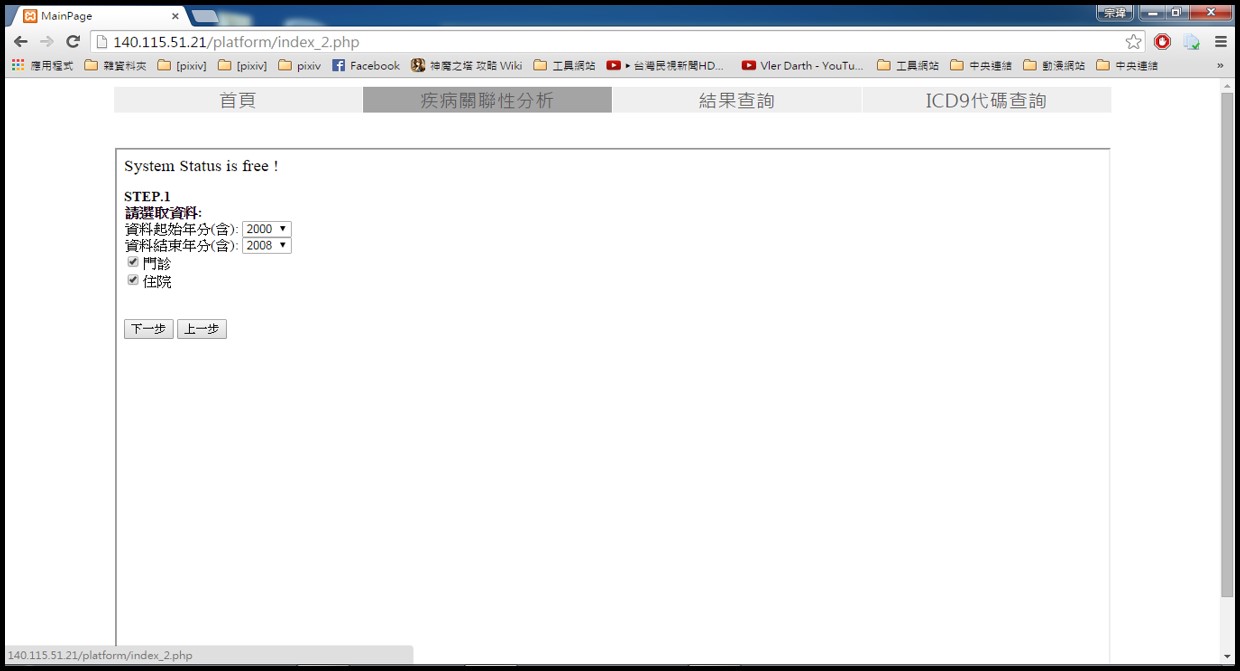 MainPage
宗諱
140.115.51.21/platform/index_2.php
應用程式 雜資料夾 [pixiv] [pixiv] pixiv Facebook 神魔之塔 攻略 Wiki 工具網站 台灣民視新聞HD... Vler Darth - YouTu... 工具網站 中央連結 動漫網站 中央連結 »
首頁 疾病關聯性分析 結果查詢 ICD9代碼查詢
System Status is free !
STEP.1
請選取資料:
資料起始年分(含): 2000
資料結束年分(含): 2008
門診
住院
下一步 上一步
140.115.51.21/platform/index_2.php